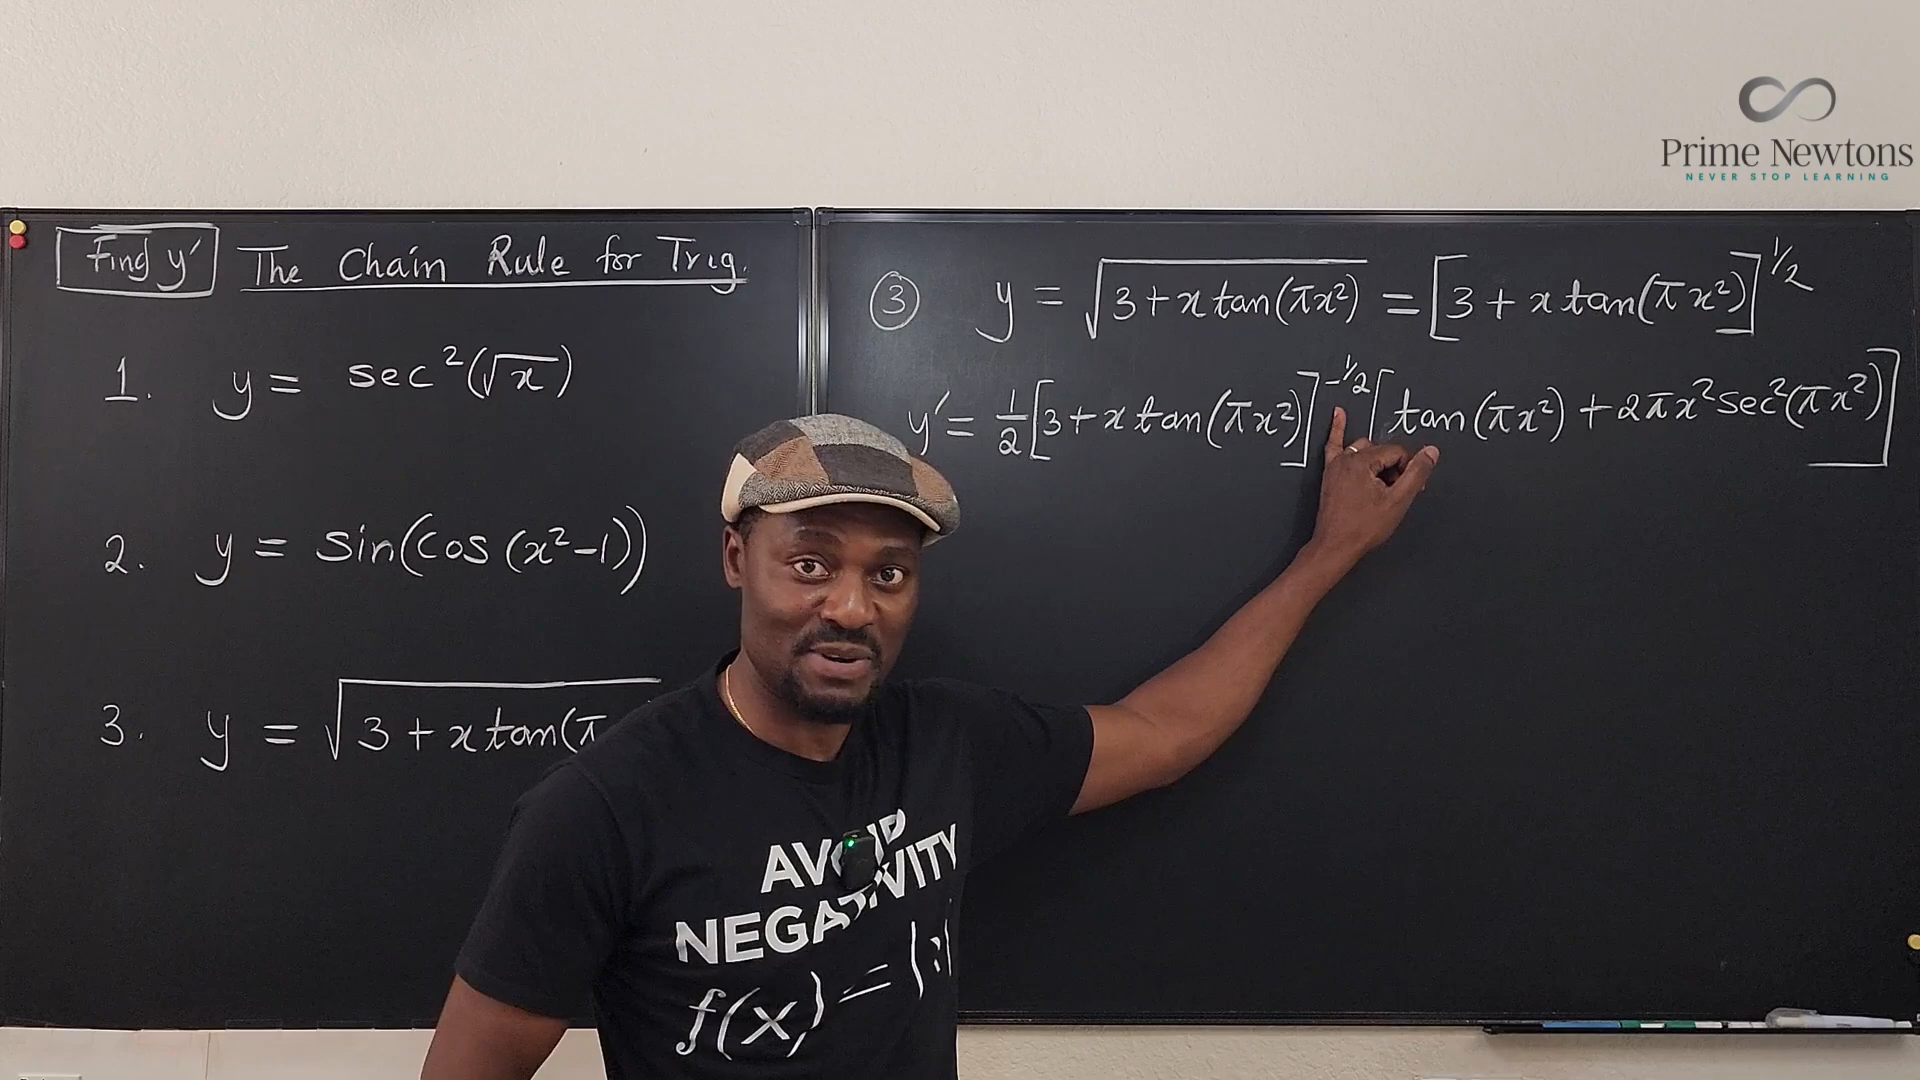 Prime Newtons
NEVER STOP LEARNING
Find y′ The Chain Rule for Trig.
1. y = sec²(√x)
2. y = sin(cos(x²-1))
3. y = √3 + x tan(π
③ y = √3 + x tan(πx²) = [3 + x tan(πx²)]^½
y′ = ½[3 + x tan(πx²)]^-½ [tan(πx²) + 2πx² sec²(πx²)]
AVOID
NEGATIVITY
f(x) = |:|